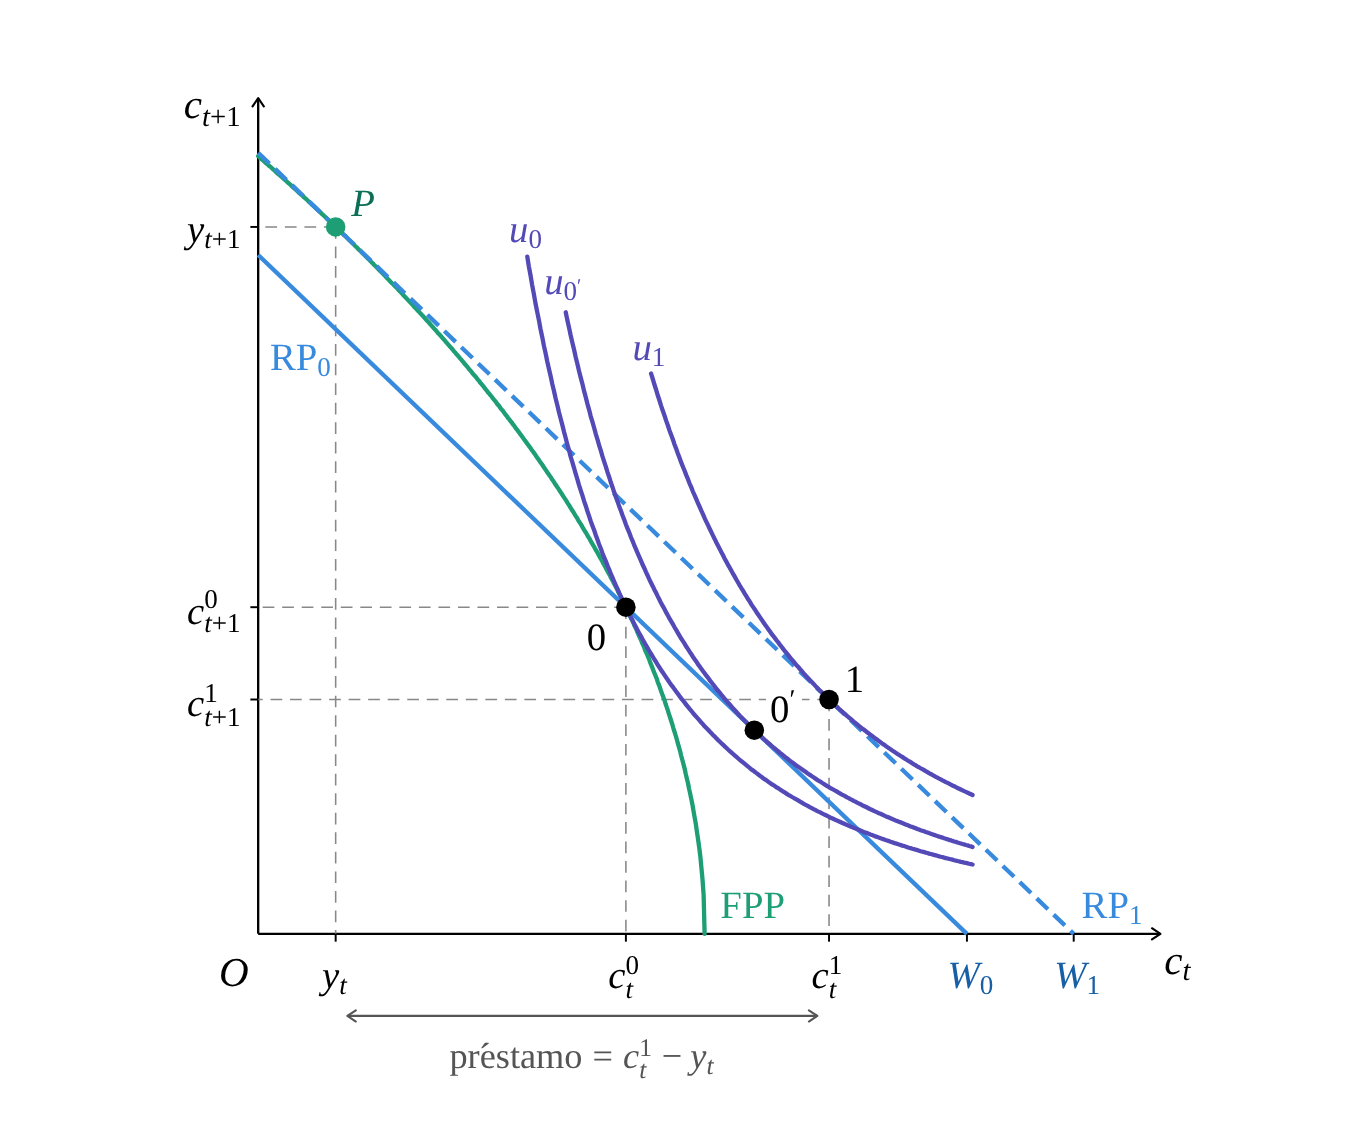 c_{t+1}
y_{t+1}
P
u_0
u_{0′}
u_1
RP_0
c^0_{t+1}
0
c^1_{t+1}
0′
1
FPP
RP_1
O
y_t
c^0_t
c^1_t
W_0
W_1
c_t
préstamo = c^1_t − y_t